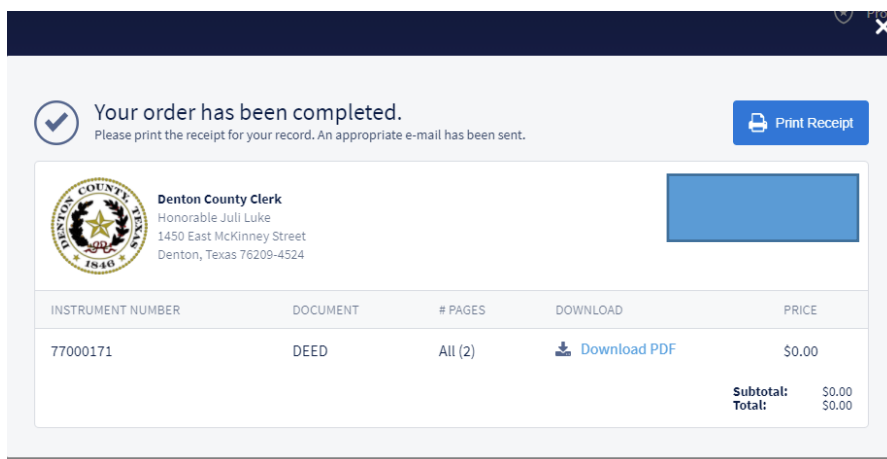 Your order has been completed.
Please print the receipt for your record. An appropriate e-mail has been sent.
Print Receipt
DENTON COUNTY, TEXAS
1846
Denton County Clerk
Honorable Juli Luke
1450 East McKinney Street
Denton, Texas 76209-4524
INSTRUMENT NUMBER DOCUMENT # PAGES DOWNLOAD PRICE
77000171 DEED All (2) Download PDF $0.00
Subtotal: $0.00
Total: $0.00